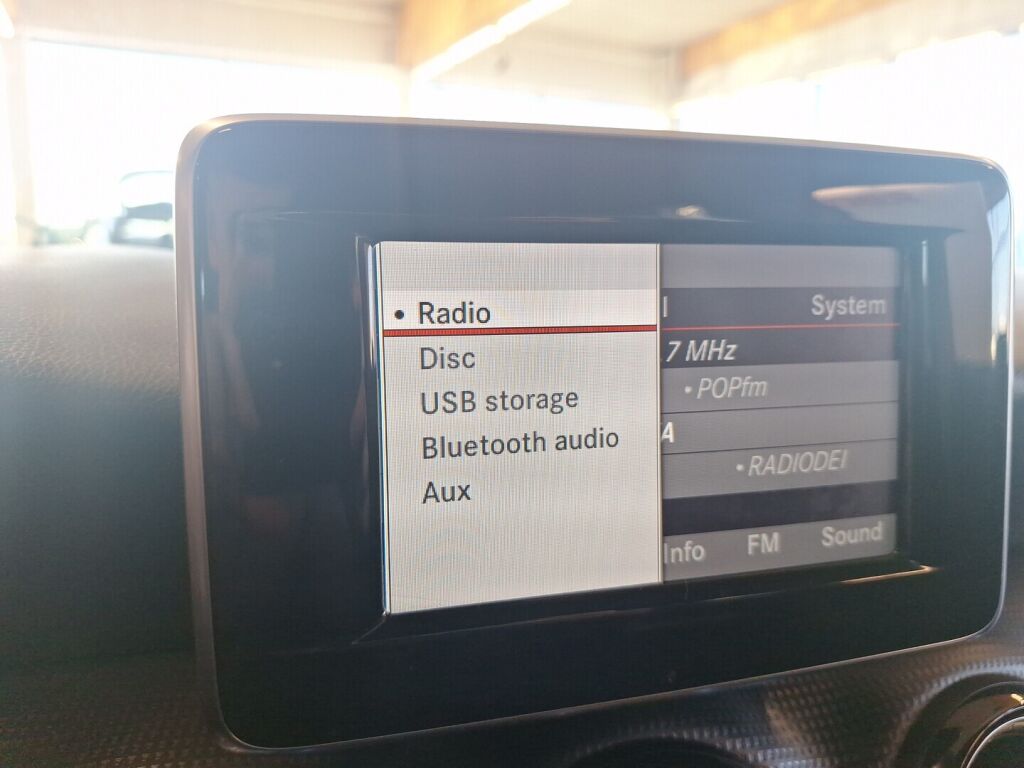 • Radio
Disc
USB storage
Bluetooth audio
Aux
System
.7 MHz
• POPfm
A
• RADIODEI
Info
FM
Sound